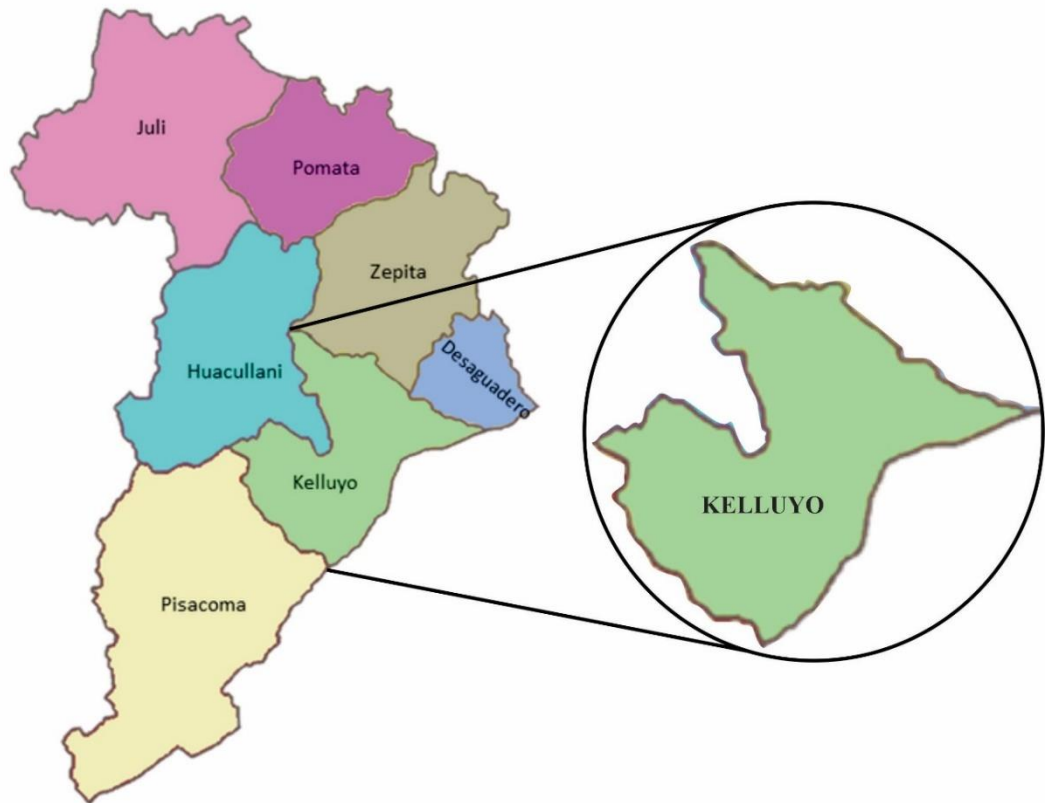 Juli
Pomata
Zepita
Huacullani
Desaguadero
Kelluyo
KELLUYO
Pisacoma